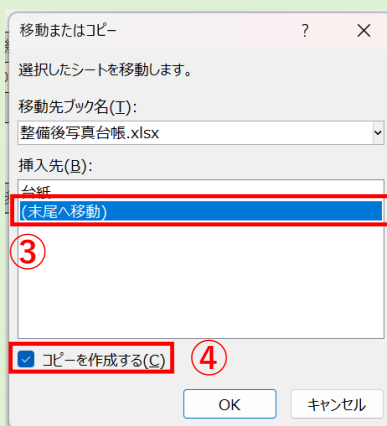 移動またはコピー ? ×
選択したシートを移動します。
移動先ブック名(T):
整備後写真台帳.xlsx
挿入先(B):
台紙
(末尾へ移動)
③
コピーを作成する(C) ④
OK キャンセル